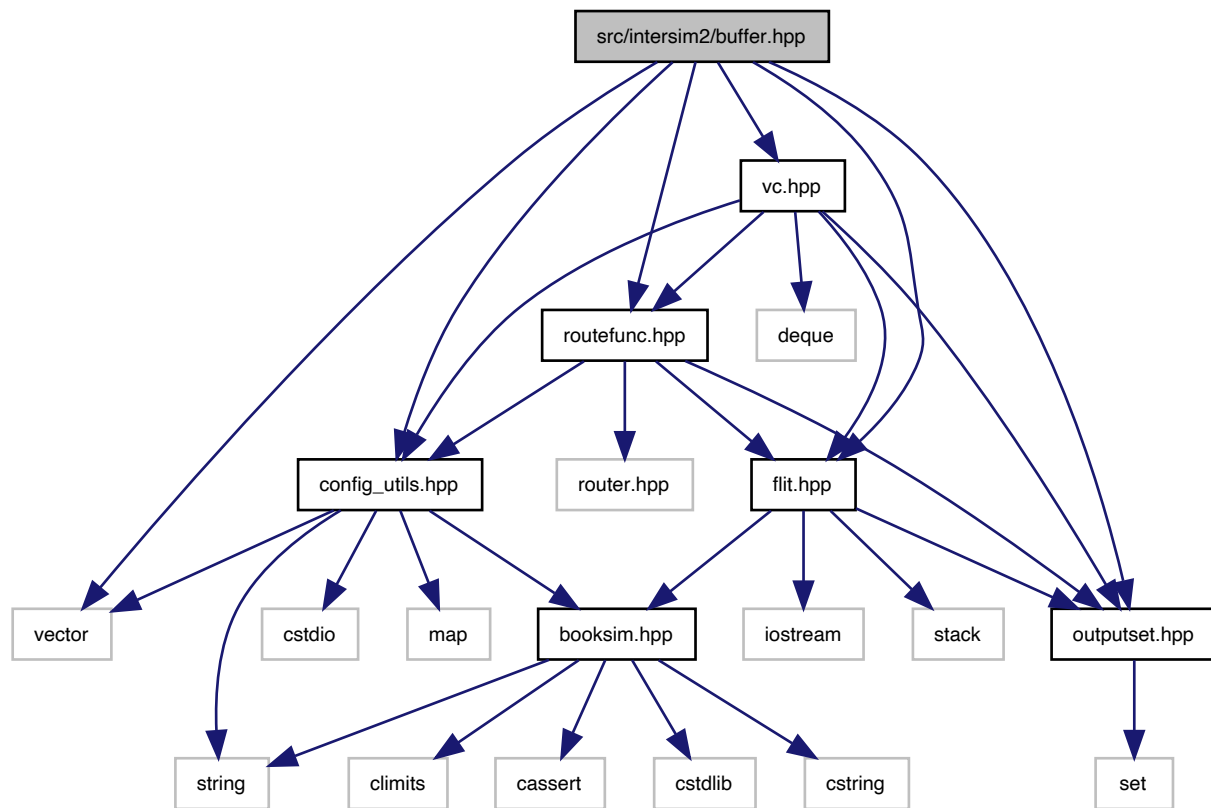 src/intersim2/buffer.hpp
vc.hpp
routefunc.hpp
deque
config_utils.hpp
router.hpp
flit.hpp
vector
cstdio
map
booksim.hpp
iostream
stack
outputset.hpp
string
climits
cassert
cstdlib
cstring
set